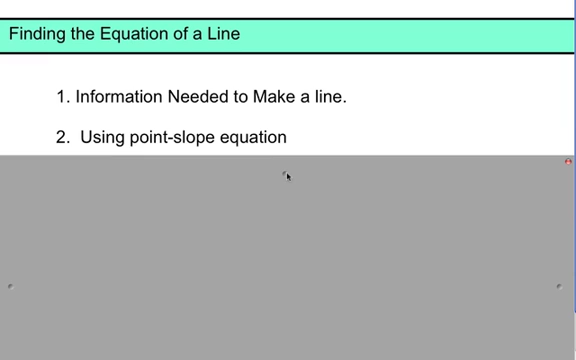 Finding the Equation of a Line
1. Information Needed to Make a line.
2. Using point-slope equation